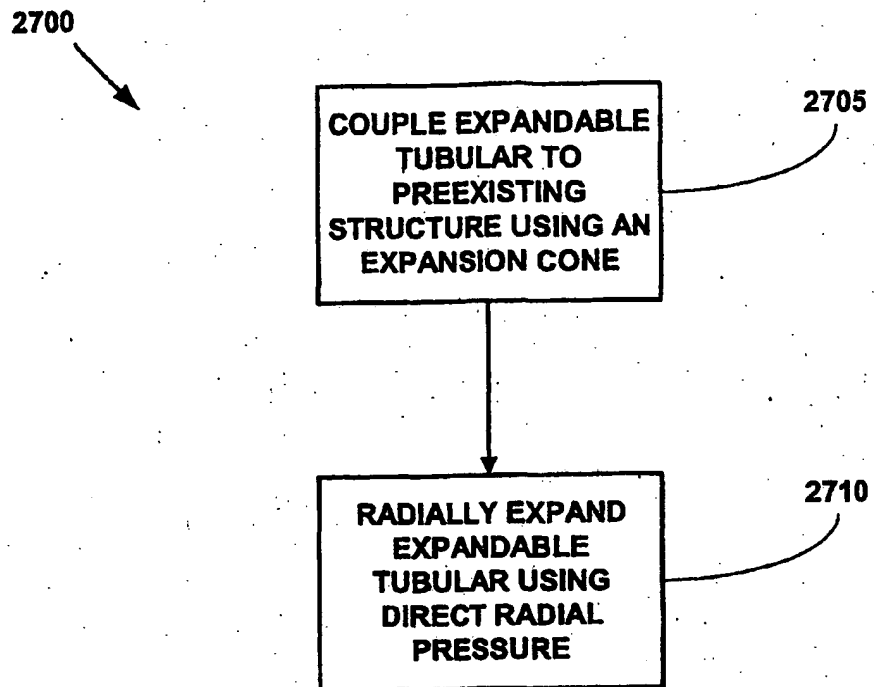 2700
COUPLE EXPANDABLE
TUBULAR TO
PREEXISTING
STRUCTURE USING AN
EXPANSION CONE
2705
RADIALLY EXPAND
EXPANDABLE
TUBULAR USING
DIRECT RADIAL
PRESSURE
2710